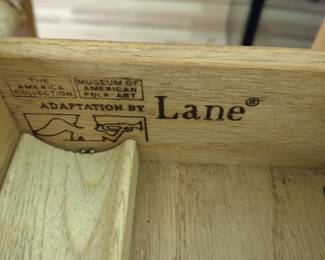 THE AMERICA COLLECTION
MUSEUM OF AMERICAN FOLK ART
ADAPTATION BY Lane®